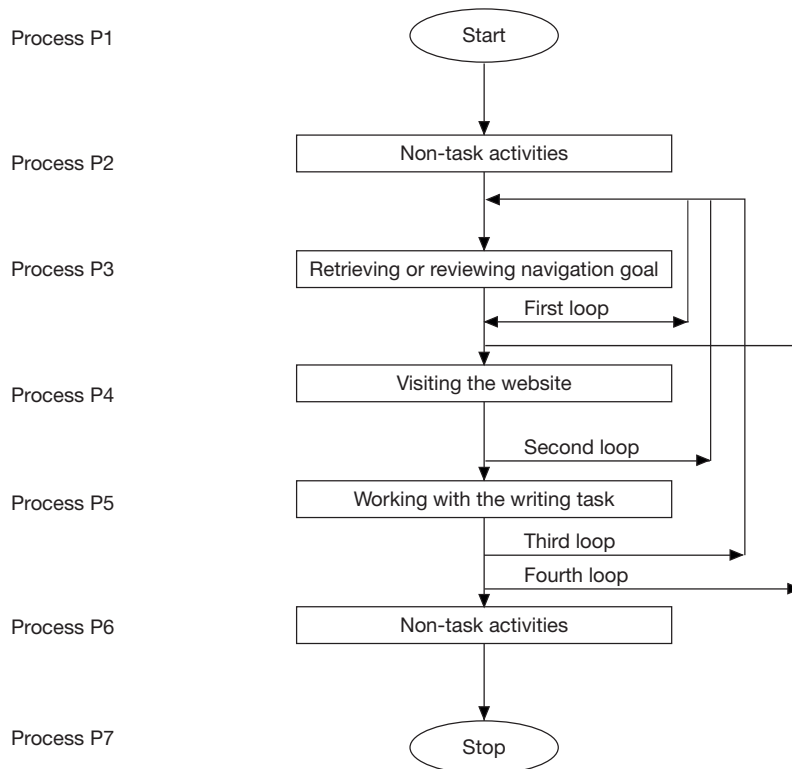 Process P1
Start
Process P2
Non-task activities
Process P3
Retrieving or reviewing navigation goal
First loop
Process P4
Visiting the website
Second loop
Process P5
Working with the writing task
Third loop
Fourth loop
Process P6
Non-task activities
Process P7
Stop